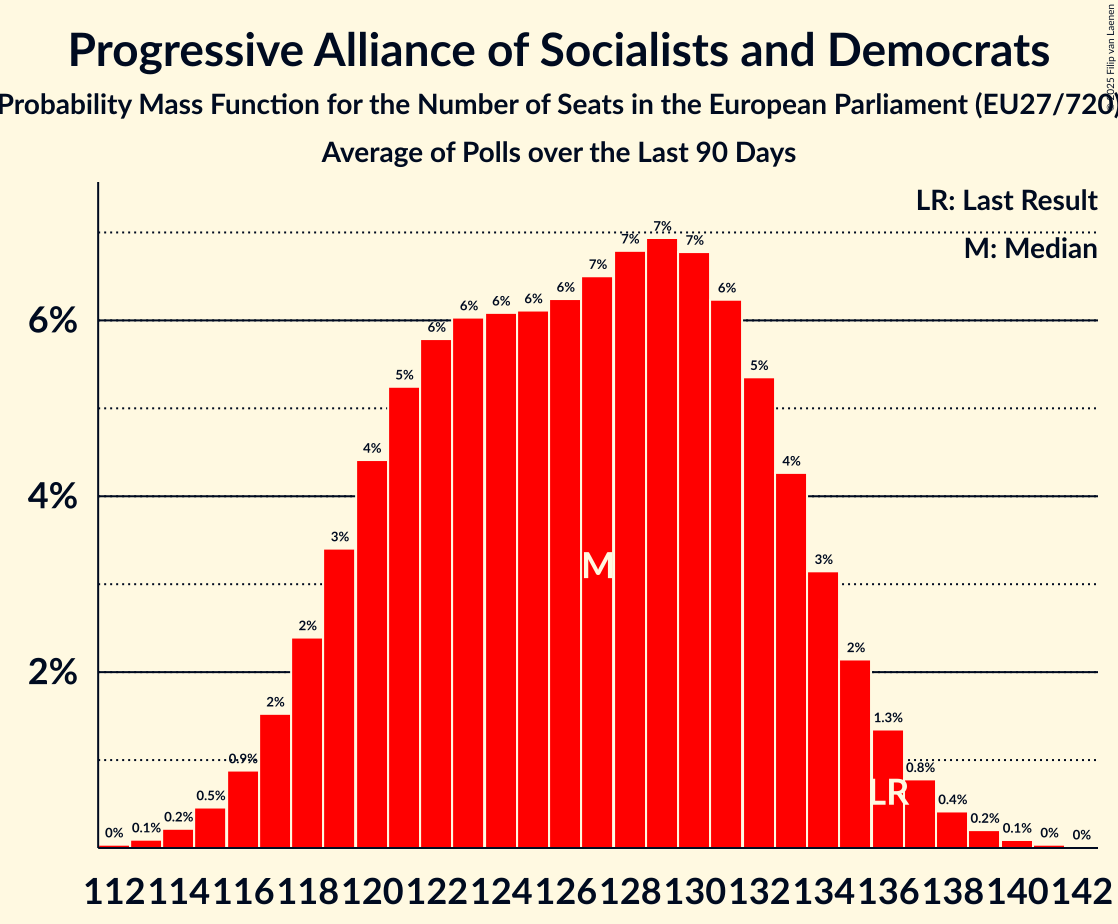 Progressive Alliance of Socialists and Democrats
Probability Mass Function for the Number of Seats in the European Parliament (EU27/720)
Average of Polls over the Last 90 Days
© 2025 Filip van Laenen
LR: Last Result
M: Median
6%
4%
2%
0% 0.1% 0.2% 0.5% 0.9% 2% 2% 3% 4% 5% 6% 6% 6% 6% 6% 7% 7% 7% 7% 6% 5% 4% 3% 2% 1.3% 0.8% 0.4% 0.2% 0.1% 0% 0%
M
LR
112 114 116 118 120 122 124 126 128 130 132 134 136 138 140 142